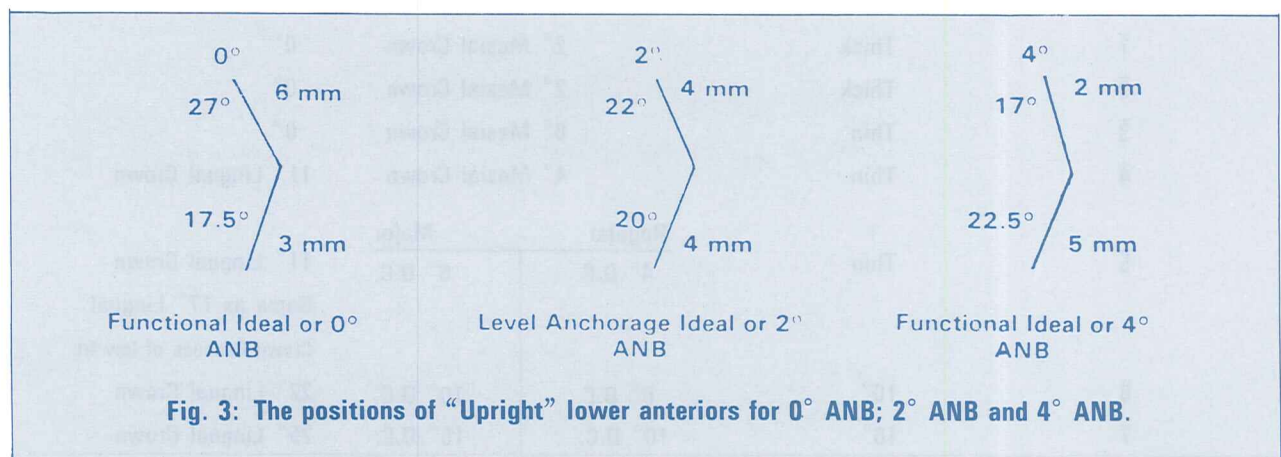 0° 2° 4°
27° 6 mm 22° 4 mm 17° 2 mm
17.5° 3 mm 20° 4 mm 22.5° 5 mm
Functional Ideal or 0° Level Anchorage Ideal or 2° Functional Ideal or 4°
ANB ANB ANB
Fig. 3: The positions of “Upright” lower anteriors for 0° ANB; 2° ANB and 4° ANB.